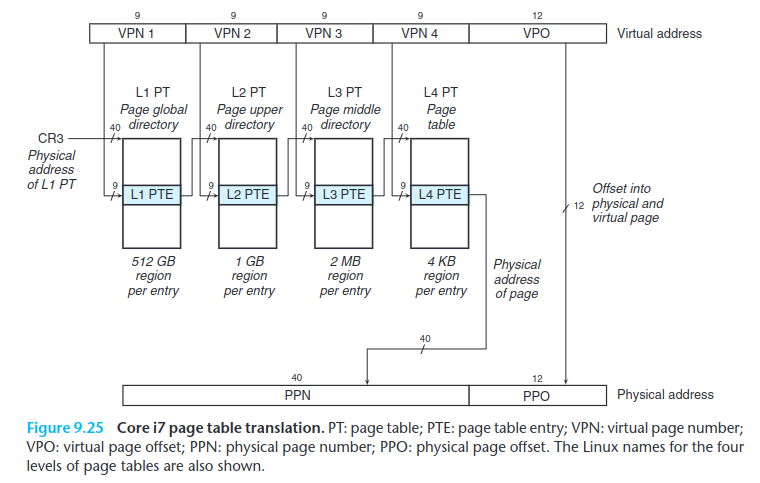 9 9 9 9 12
VPN 1 VPN 2 VPN 3 VPN 4 VPO Virtual address
L1 PT L2 PT L3 PT L4 PT
Page global Page upper Page middle Page
40 directory 40 directory 40 directory 40 table
CR3
Physical
address
of L1 PT
9 9 9 9
L1 PTE L2 PTE L3 PTE L4 PTE
Offset into
12 physical and
virtual page
512 GB 1 GB 2 MB 4 KB
region region region region
per entry per entry per entry per entry
Physical
address
of page
40
40 12
PPN PPO Physical address
Figure 9.25 Core i7 page table translation. PT: page table; PTE: page table entry; VPN: virtual page number;
VPO: virtual page offset; PPN: physical page number; PPO: physical page offset. The Linux names for the four
levels of page tables are also shown.